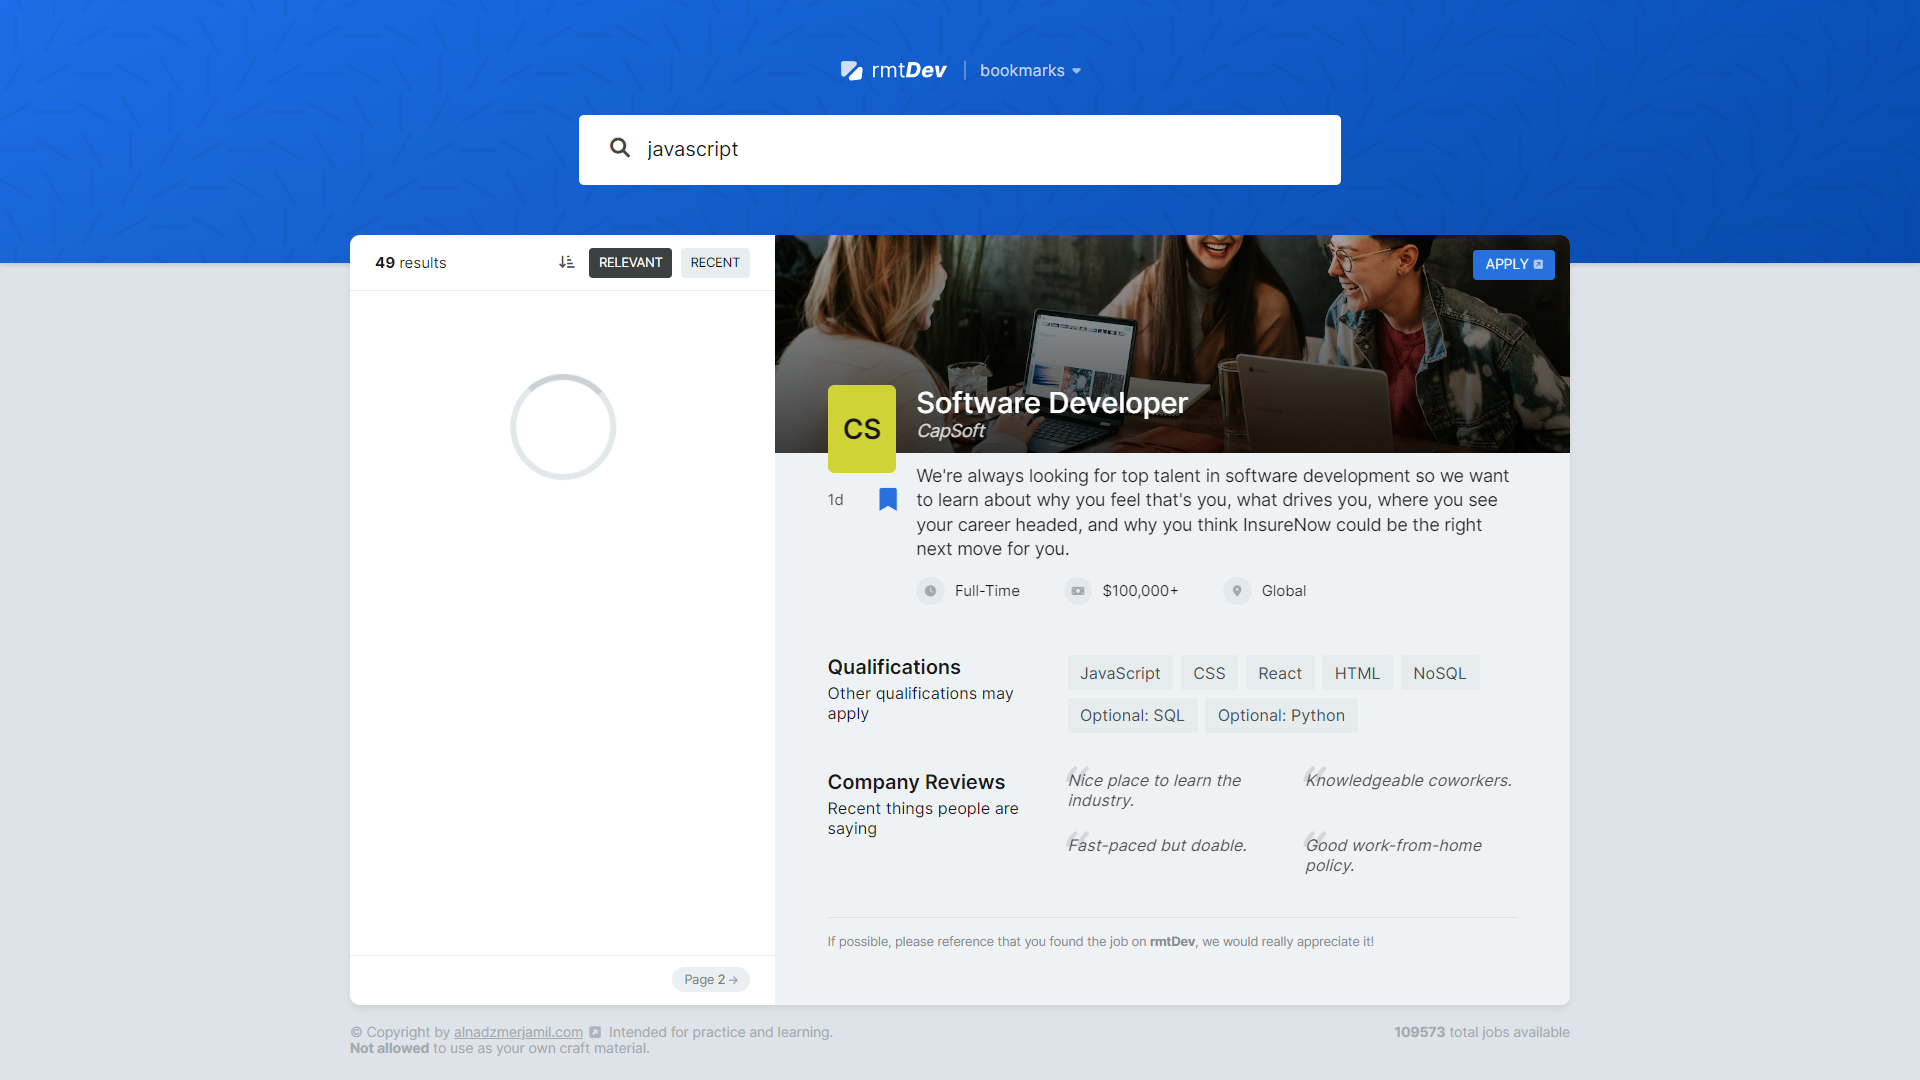 rmtDev
bookmarks
javascript
49 results
RELEVANT
RECENT
APPLY
CS
Software Developer
CapSoft
1d
We're always looking for top talent in software development so we want
to learn about why you feel that's you, what drives you, where you see
your career headed, and why you think InsureNow could be the right
next move for you.
Full-Time
$100,000+
Global
Qualifications
Other qualifications may
apply
JavaScript
CSS
React
HTML
NoSQL
Optional: SQL
Optional: Python
Company Reviews
Recent things people are
saying
Nice place to learn the
industry.
Knowledgeable coworkers.
Fast-paced but doable.
Good work-from-home
policy.
If possible, please reference that you found the job on rmtDev, we would really appreciate it!
Page 2 →
© Copyright by alnadzmerjamil.com Intended for practice and learning.
Not allowed to use as your own craft material.
109573 total jobs available